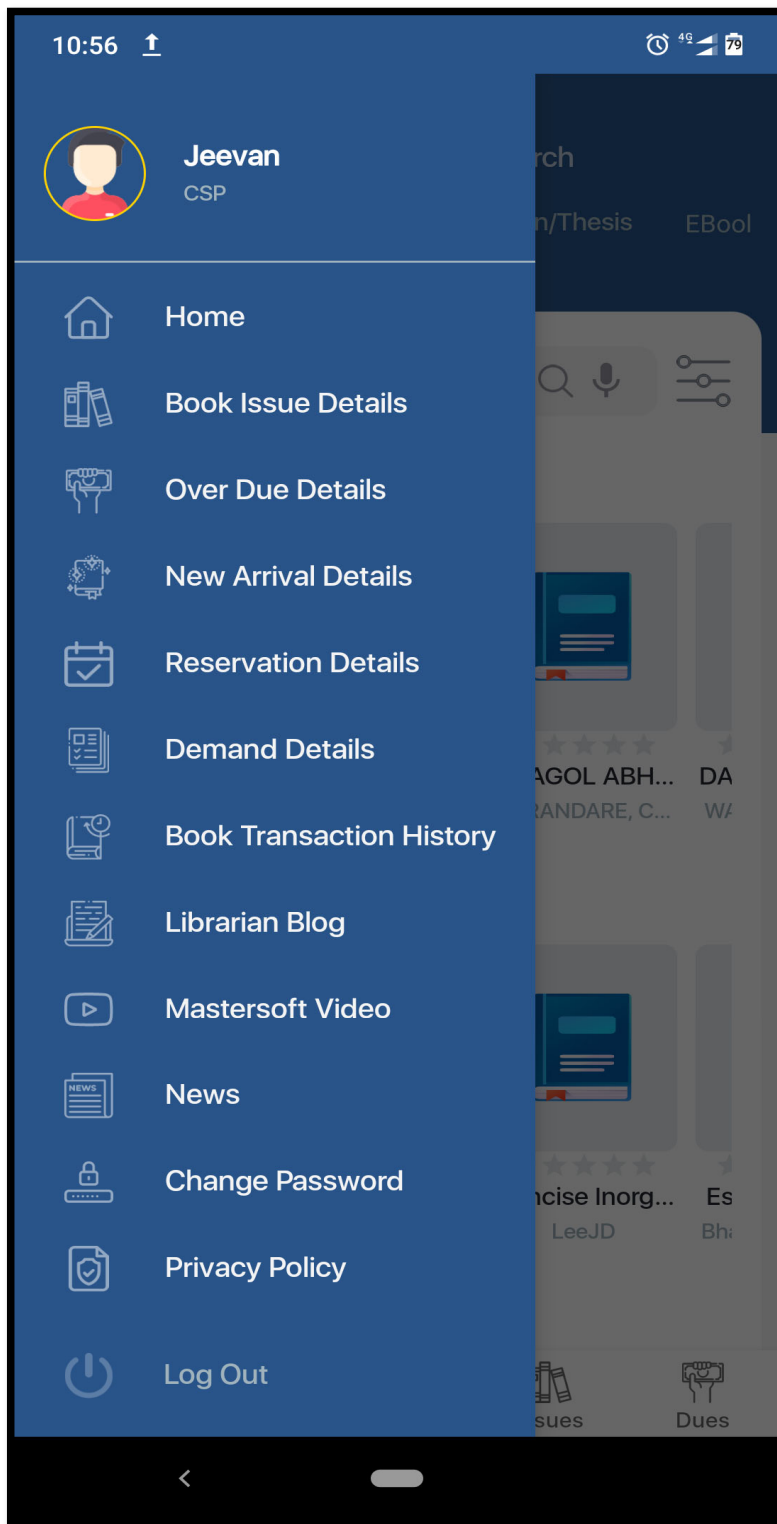 10:56
4G
79
Jeevan
CSP
rch
n/Thesis
EBool
Home
Book Issue Details
Over Due Details
New Arrival Details
Reservation Details
Demand Details
AGOL ABH...
DA
RANDARE, C...
WA
Book Transaction History
Librarian Blog
Mastersoft Video
NEWS
News
Change Password
ncise Inorg...
Es
LeeJD
Bha
Privacy Policy
Log Out
sues
Dues